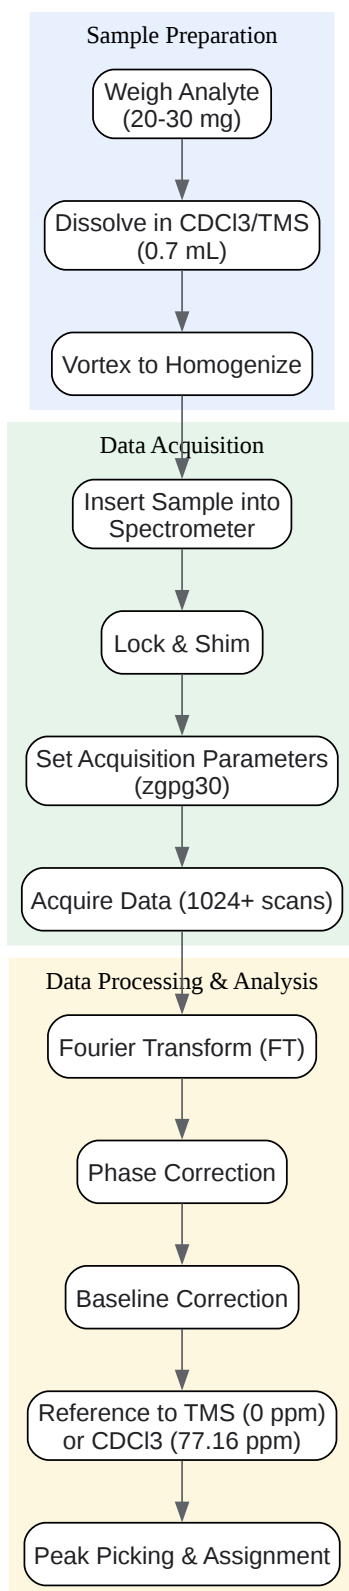 Sample Preparation
Weigh Analyte
(20-30 mg)
Dissolve in CDCl3/TMS
(0.7 mL)
Vortex to Homogenize
Data Acquisition
Insert Sample into
Spectrometer
Lock & Shim
Set Acquisition Parameters
(zgpg30)
Acquire Data (1024+ scans)
Data Processing & Analysis
Fourier Transform (FT)
Phase Correction
Baseline Correction
Reference to TMS (0 ppm)
or CDCl3 (77.16 ppm)
Peak Picking & Assignment